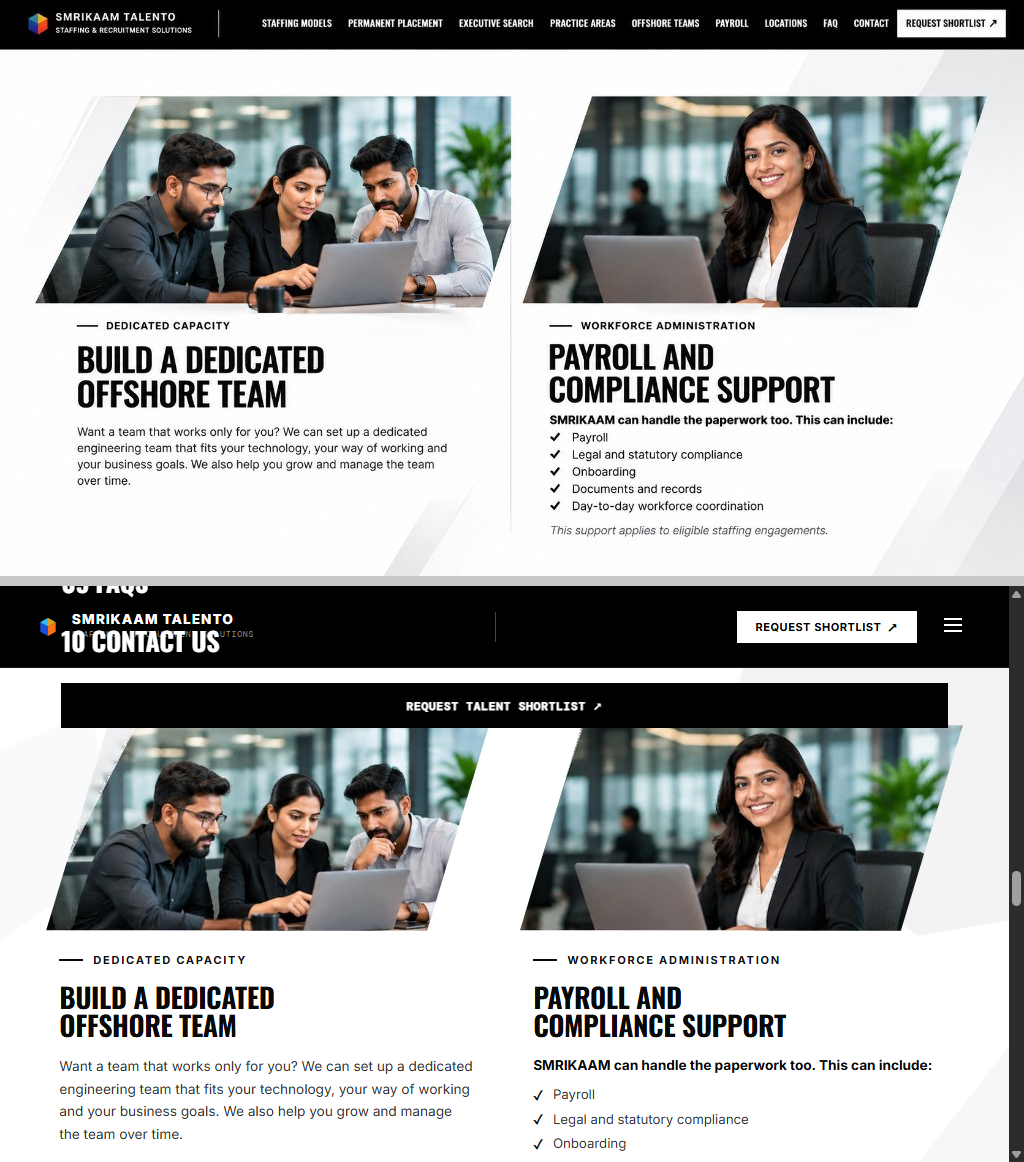 SMRIKAAM TALENTO
STAFFING & RECRUITMENT SOLUTIONS
STAFFING MODELS PERMANENT PLACEMENT EXECUTIVE SEARCH PRACTICE AREAS OFFSHORE TEAMS PAYROLL LOCATIONS FAQ CONTACT REQUEST SHORTLIST ↗
DEDICATED CAPACITY
BUILD A DEDICATED
OFFSHORE TEAM
Want a team that works only for you? We can set up a dedicated
engineering team that fits your technology, your way of working and
your business goals. We also help you grow and manage the team
over time.
WORKFORCE ADMINISTRATION
PAYROLL AND
COMPLIANCE SUPPORT
SMRIKAAM can handle the paperwork too. This can include:
✓ Payroll
✓ Legal and statutory compliance
✓ Onboarding
✓ Documents and records
✓ Day-to-day workforce coordination
This support applies to eligible staffing engagements.
SMRIKAAM TALENTO
10 CONTACT US
REQUEST SHORTLIST ↗
REQUEST TALENT SHORTLIST ↗
DEDICATED CAPACITY
BUILD A DEDICATED
OFFSHORE TEAM
Want a team that works only for you? We can set up a dedicated
engineering team that fits your technology, your way of working
and your business goals. We also help you grow and manage
the team over time.
WORKFORCE ADMINISTRATION
PAYROLL AND
COMPLIANCE SUPPORT
SMRIKAAM can handle the paperwork too. This can include:
✓ Payroll
✓ Legal and statutory compliance
✓ Onboarding